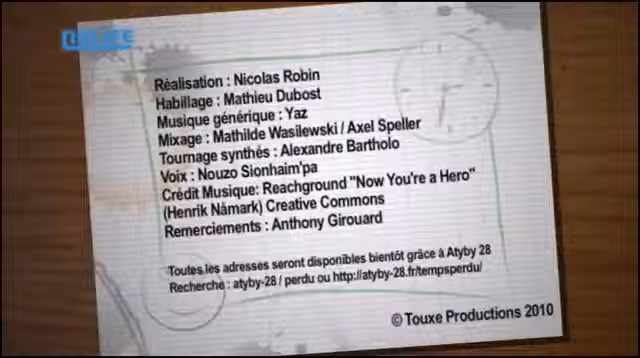 NOLIFE
Réalisation : Nicolas Robin
Habillage : Mathieu Dubost
Musique générique : Yaz
Mixage : Mathilde Wasilewski / Axel Speller
Tournage synthés : Alexandre Bartholo
Voix : Nouzo Sionhaim'pa
Crédit Musique: Reachground "Now You're a Hero"
(Henrik Nåmark) Creative Commons
Remerciements : Anthony Girouard
Toutes les adresses seront disponibles bientôt grâce à Atyby 28
Recherche : atyby-28 / perdu ou http://atyby-28.fr/tempsperdu/
© Touxe Productions 2010